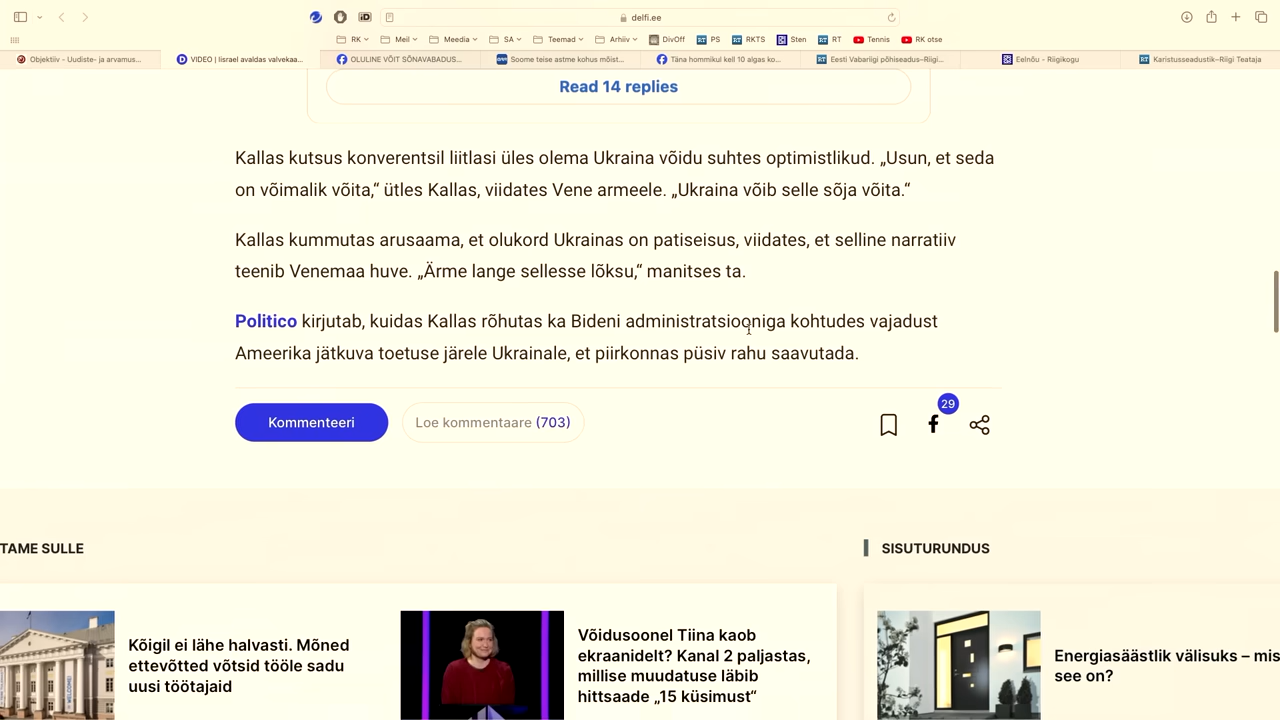 delfi.ee
RK
Meil
Meedia
SA
Teemad
Arhiiv
DivOff
RT PS
RT RKTS
Sten
RT RT
Tennis
RK otse
Objektiiv - Uudiste- ja arvamus...
VIDEO | Iisrael avaldas valvekaa...
OLULINE VÕIT SÕNAVABADUS...
Soome teise astme kohus mõist...
Täna hommikul kell 10 algas ko...
Eesti Vabariigi põhiseadus–Riigi...
Eelnõu - Riigikogu
Karistusseadustik–Riigi Teataja
Read 14 replies
Kallas kutsus konverentsil liitlasi üles olema Ukraina võidu suhtes optimistlikud. „Usun, et seda
on võimalik võita,“ ütles Kallas, viidates Vene armeele. „Ukraina võib selle sõja võita.“
Kallas kummutas arusaama, et olukord Ukrainas on patiseisus, viidates, et selline narratiiv
teenib Venemaa huve. „Ärme lange sellesse lõksu,“ manitses ta.
Politico kirjutab, kuidas Kallas rõhutas ka Bideni administratsiooniga kohtudes vajadust
Ameerika jätkuva toetuse järele Ukrainale, et piirkonnas püsiv rahu saavutada.
Kommenteeri
Loe kommentaare (703)
29
TAME SULLE
SISUTURUNDUS
Kõigil ei lähe halvasti. Mõned
ettevõtted võtsid tööle sadu
uusi töötajaid
Võidusoonel Tiina kaob
ekraanidelt? Kanal 2 paljastas,
millise muudatuse läbib
hittsaade „15 küsimust“
Energiasäästlik välisuks – mis
see on?